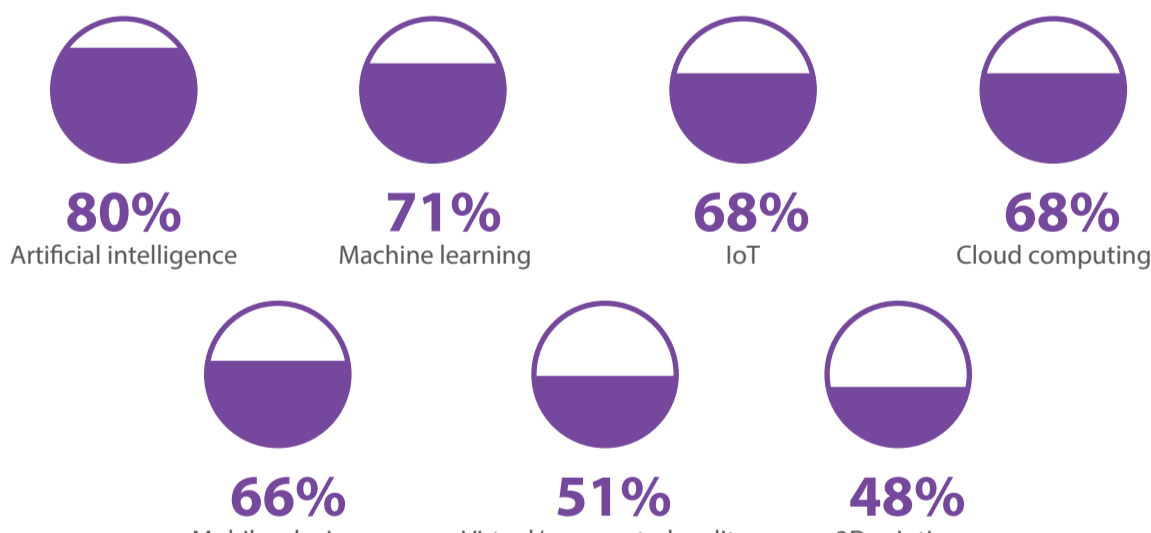 80%
Artificial intelligence
71%
Machine learning
68%
IoT
68%
Cloud computing
66%
51%
48%